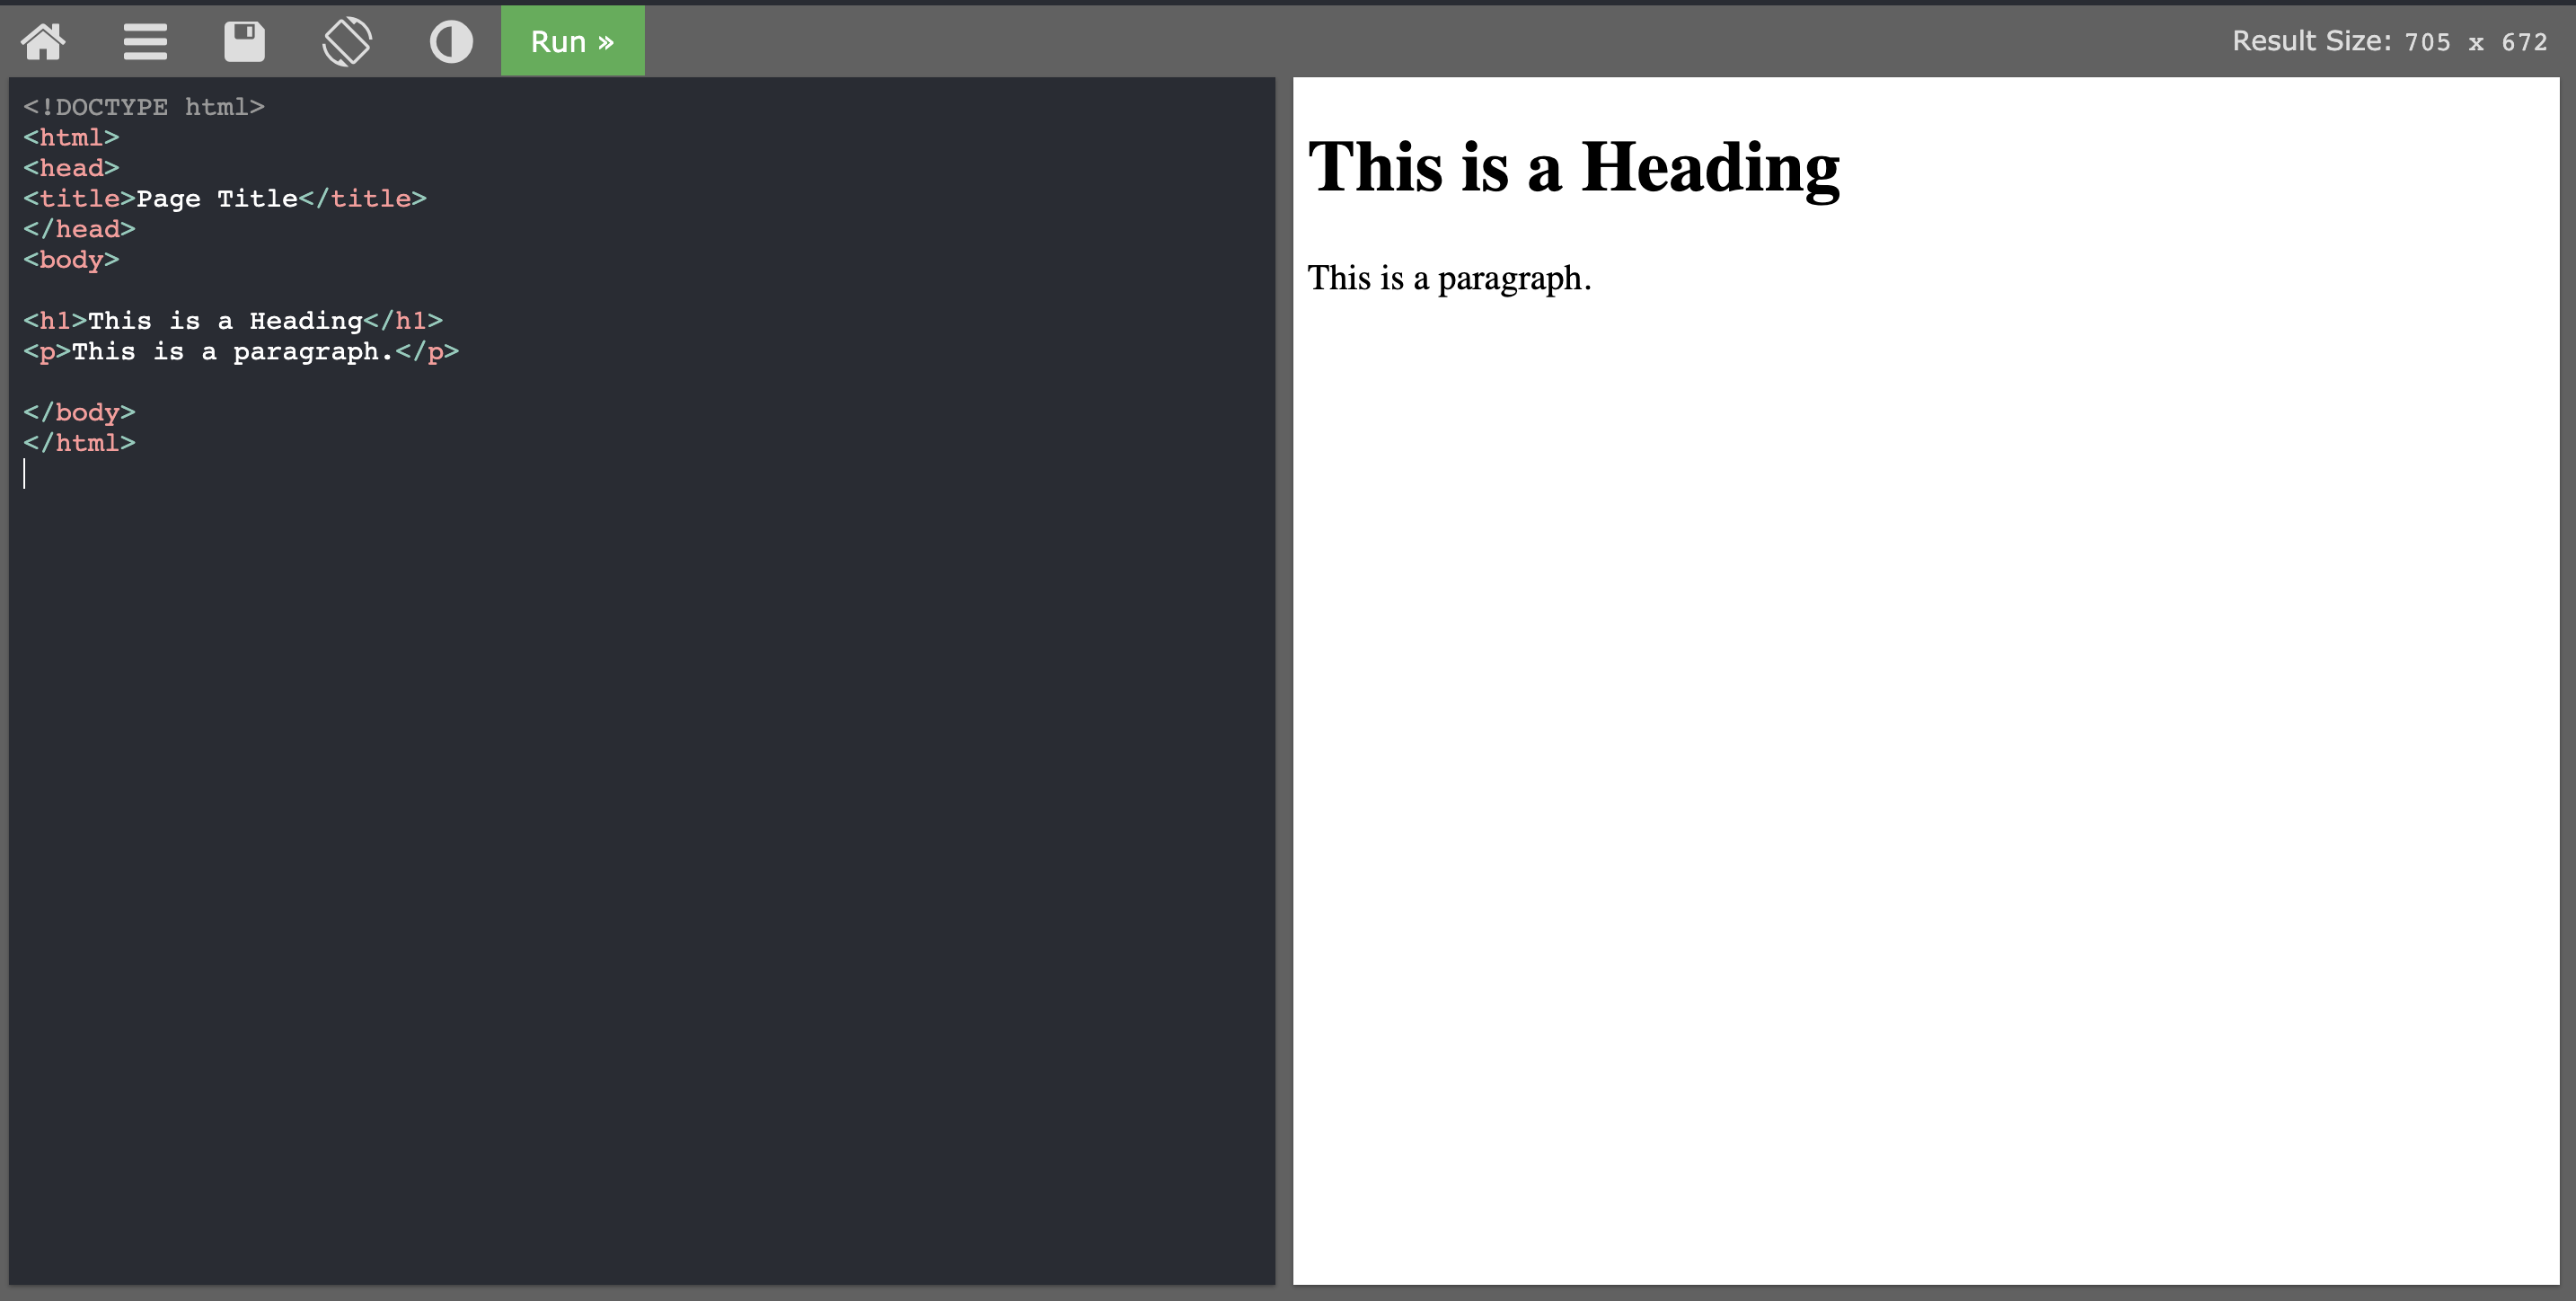 Run »
Result Size: 705 x 672
<!DOCTYPE html>
<html>
<head>
<title>Page Title</title>
</head>
<body>
<h1>This is a Heading</h1>
<p>This is a paragraph.</p>
</body>
</html>
This is a Heading
This is a paragraph.